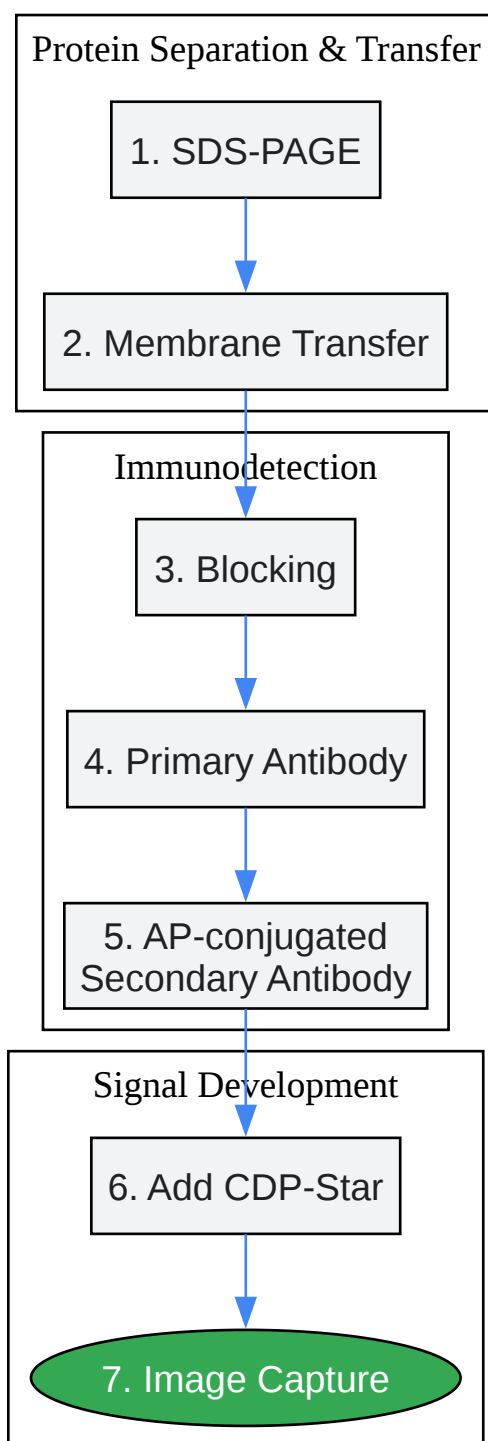 Protein Separation & Transfer
1. SDS-PAGE
2. Membrane Transfer
Immunodetection
3. Blocking
4. Primary Antibody
5. AP-conjugated
Secondary Antibody
Signal Development
6. Add CDP-Star
7. Image Capture